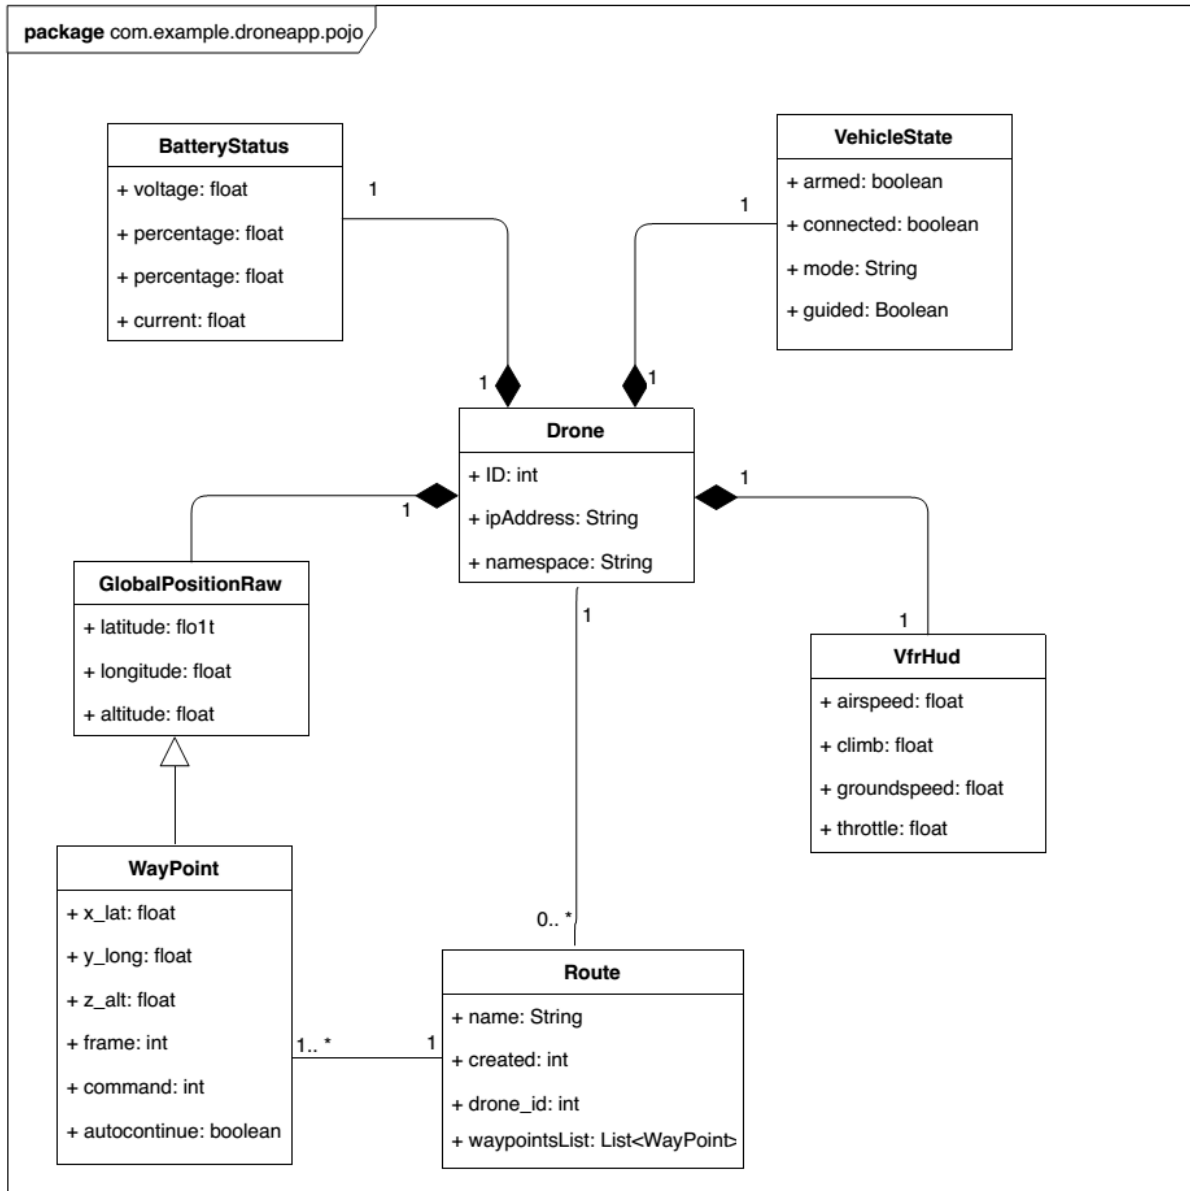 package com.example.droneapp.pojo
BatteryStatus
+ voltage: float
+ percentage: float
+ percentage: float
+ current: float
1
1
VehicleState
+ armed: boolean
+ connected: boolean
+ mode: String
+ guided: Boolean
1
1
Drone
+ ID: int
+ ipAddress: String
+ namespace: String
1
1
1
GlobalPositionRaw
+ latitude: flo1t
+ longitude: float
+ altitude: float
1
VfrHud
+ airspeed: float
+ climb: float
+ groundspeed: float
+ throttle: float
WayPoint
+ x_lat: float
+ y_long: float
+ z_alt: float
+ frame: int
+ command: int
+ autocontinue: boolean
1.. *
1
0.. *
Route
+ name: String
+ created: int
+ drone_id: int
+ waypointsList: List<WayPoint>